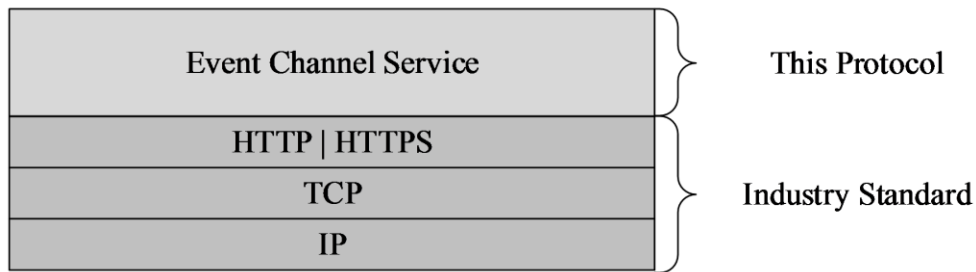 Event Channel Service
This Protocol
HTTP | HTTPS
TCP
Industry Standard
IP